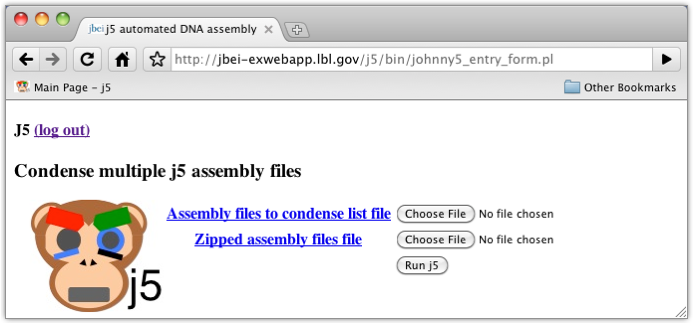 jbei j5 automated DNA assembly
http://jbei-exwebapp.lbl.gov/j5/bin/johnny5_entry_form.pl
Main Page – j5 Other Bookmarks
J5 (log out)
Condense multiple j5 assembly files
Assembly files to condense list file Choose File No file chosen
Zipped assembly files file Choose File No file chosen
Run j5
j5